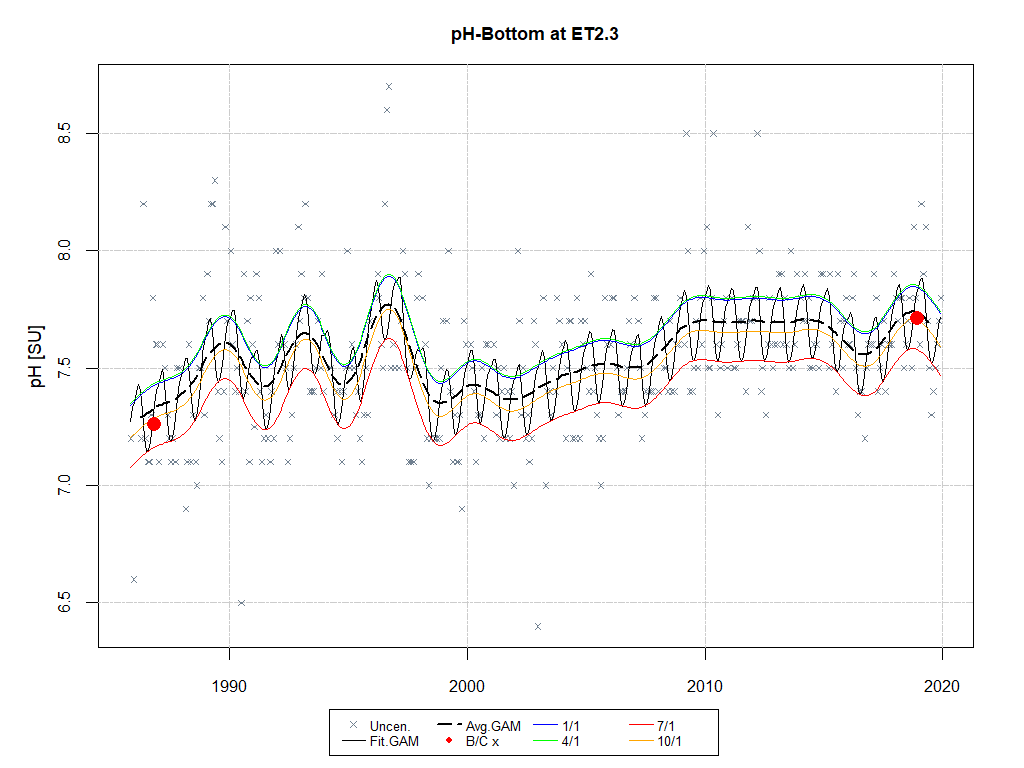 pH-Bottom at ET2.3
pH [SU]
8.5
8.0
7.5
7.0
6.5
1990 2000 2010 2020
Uncen. Avg.GAM 1/1 7/1
Fit.GAM B/C x 4/1 10/1